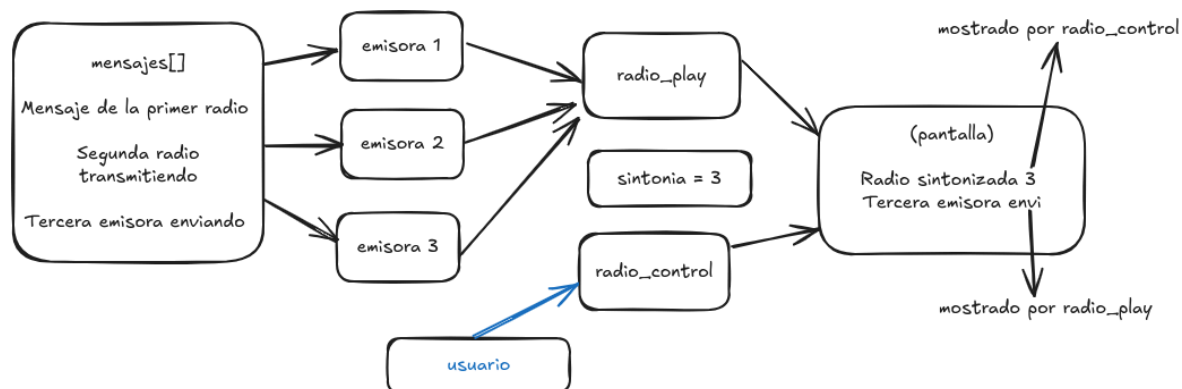 mensajes[]
Mensaje de la primer radio
Segunda radio
transmitiendo
Tercera emisora enviando
emisora 1
emisora 2
emisora 3
radio_play
sintonia = 3
radio_control
usuario
(pantalla)
Radio sintonizada 3
Tercera emisora envi
mostrado por radio_control
mostrado por radio_play